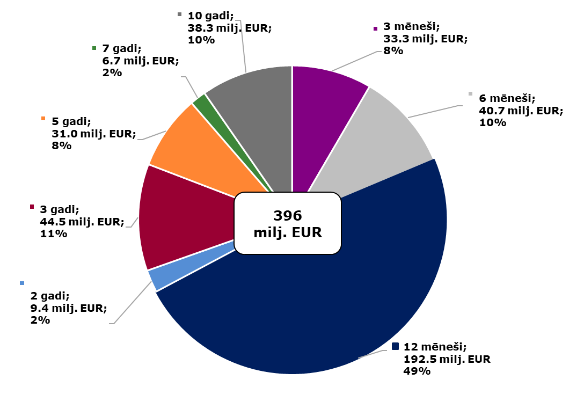 10 gadi;
38.3 milj. EUR;
10%
3 mēneši;
33.3 milj. EUR;
8%
7 gadi;
6.7 milj. EUR;
2%
6 mēneši;
40.7 milj. EUR;
10%
5 gadi;
31.0 milj. EUR;
8%
3 gadi;
44.5 milj. EUR;
11%
396
milj. EUR
2 gadi;
9.4 milj. EUR;
2%
12 mēneši;
192.5 milj. EUR
49%